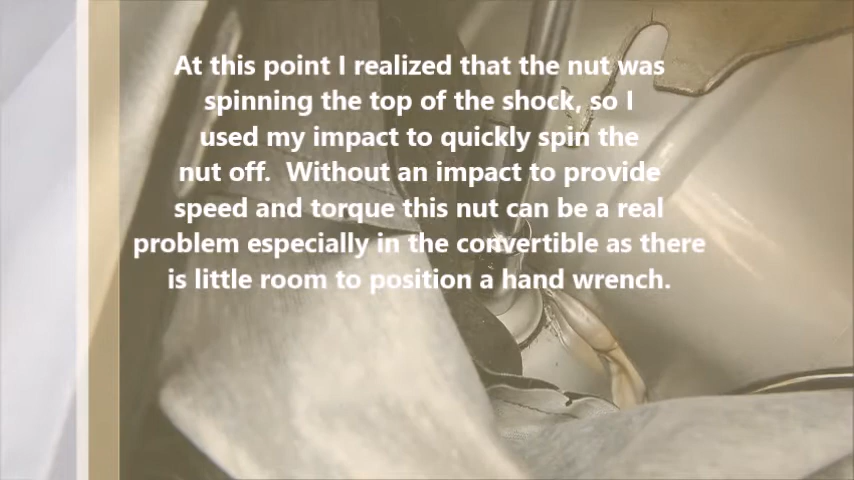 At this point I realized that the nut was
spinning the top of the shock, so I
used my impact to quickly spin the
nut off.  Without an impact to provide
speed and torque this nut can be a real
problem especially in the convertible as there
is little room to position a hand wrench.